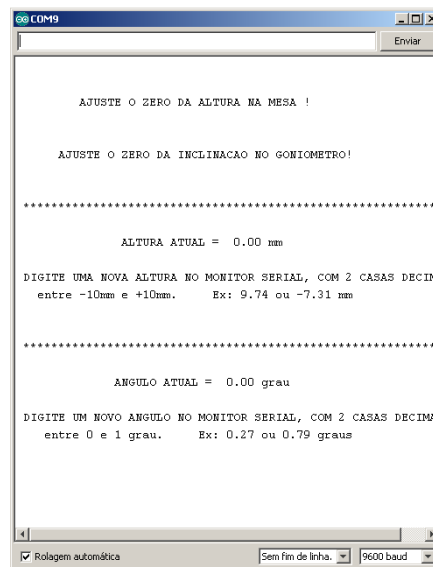 COM9
Enviar
AJUSTE O ZERO DA ALTURA NA MESA !
AJUSTE O ZERO DA INCLINACAO NO GONIOMETRO!
************************************************************
ALTURA ATUAL = 0.00 mm
DIGITE UMA NOVA ALTURA NO MONITOR SERIAL, COM 2 CASAS DECIM
entre -10mm e +10mm. Ex: 9.74 ou -7.31 mm
************************************************************
ANGULO ATUAL = 0.00 grau
DIGITE UM NOVO ANGULO NO MONITOR SERIAL, COM 2 CASAS DECIMA
entre 0 e 1 grau. Ex: 0.27 ou 0.79 graus
Rolagem automática Sem fim de linha. 9600 baud